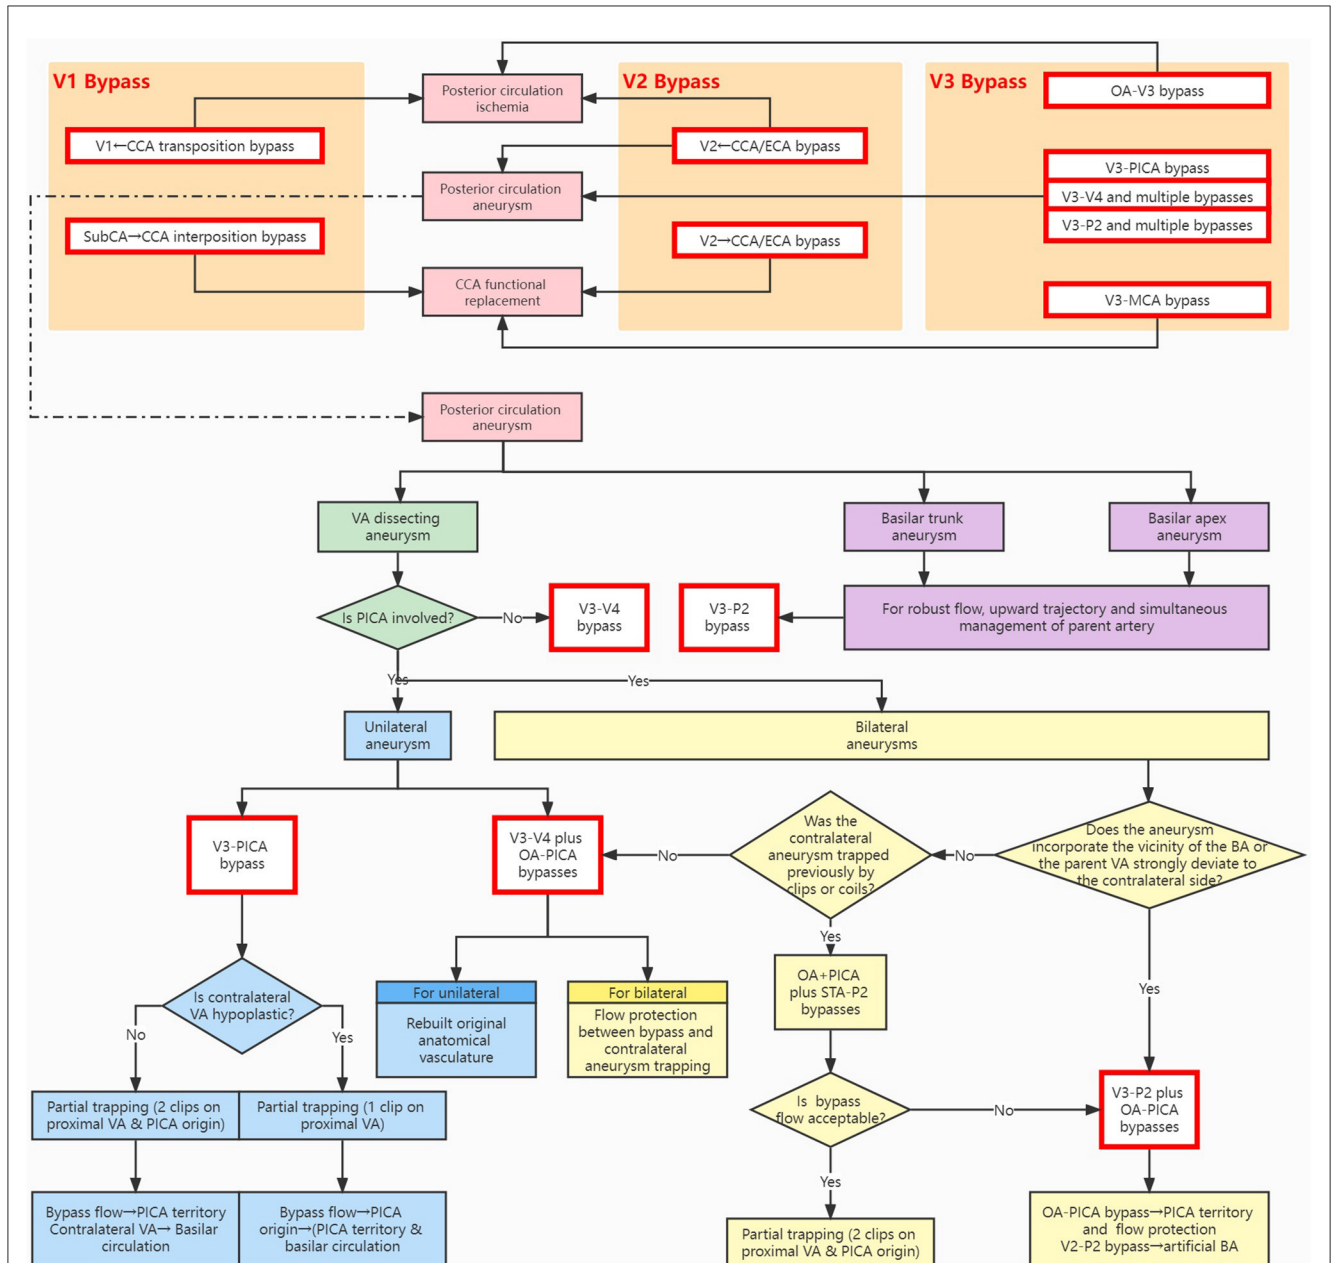 V1 Bypass
V2 Bypass
V3 Bypass
Posterior circulation
ischemia
OA-V3 bypass
V1←CCA transposition bypass
V2←CCA/ECA bypass
V3-PICA bypass
Posterior circulation
aneurysm
V3-V4 and multiple bypasses
V3-P2 and multiple bypasses
SubCA→CCA interposition bypass
V2→CCA/ECA bypass
CCA functional
replacement
V3-MCA bypass
Posterior circulation
aneurysm
VA dissecting
aneurysm
Basilar trunk
aneurysm
Basilar apex
aneurysm
Is PICA involved?
No
V3-V4
bypass
V3-P2
bypass
For robust flow, upward trajectory and simultaneous
management of parent artery
Yes
Yes
Unilateral
aneurysm
Bilateral
aneurysms
V3-PICA
bypass
V3-V4 plus
OA-PICA
bypasses
No
Was the
contralateral
aneurysm trapped
previously by
clips or coils?
No
Does the aneurysm
incorporate the vicinity of the BA or
the parent VA strongly deviate to
the contralateral side?
Yes
Is contralateral
VA hypoplastic?
No
Yes
For unilateral
Rebuilt original
anatomical
vasculature
For bilateral
Flow protection
between bypass and
contralateral
aneurysm trapping
OA+PICA
plus STA-P2
bypasses
Yes
Partial trapping (2 clips on
proximal VA & PICA origin)
Partial trapping (1 clip on
proximal VA)
Is  bypass
flow acceptable?
No
V3-P2 plus
OA-PICA
bypasses
Yes
Bypass flow→PICA territory
Contralateral VA→ Basilar
circulation
Bypass flow→PICA
origin→(PICA territory &
basilar circulation
Partial trapping (2 clips on
proximal VA & PICA origin)
OA-PICA bypass→PICA territory
and  flow protection
V2-P2 bypass→artificial BA